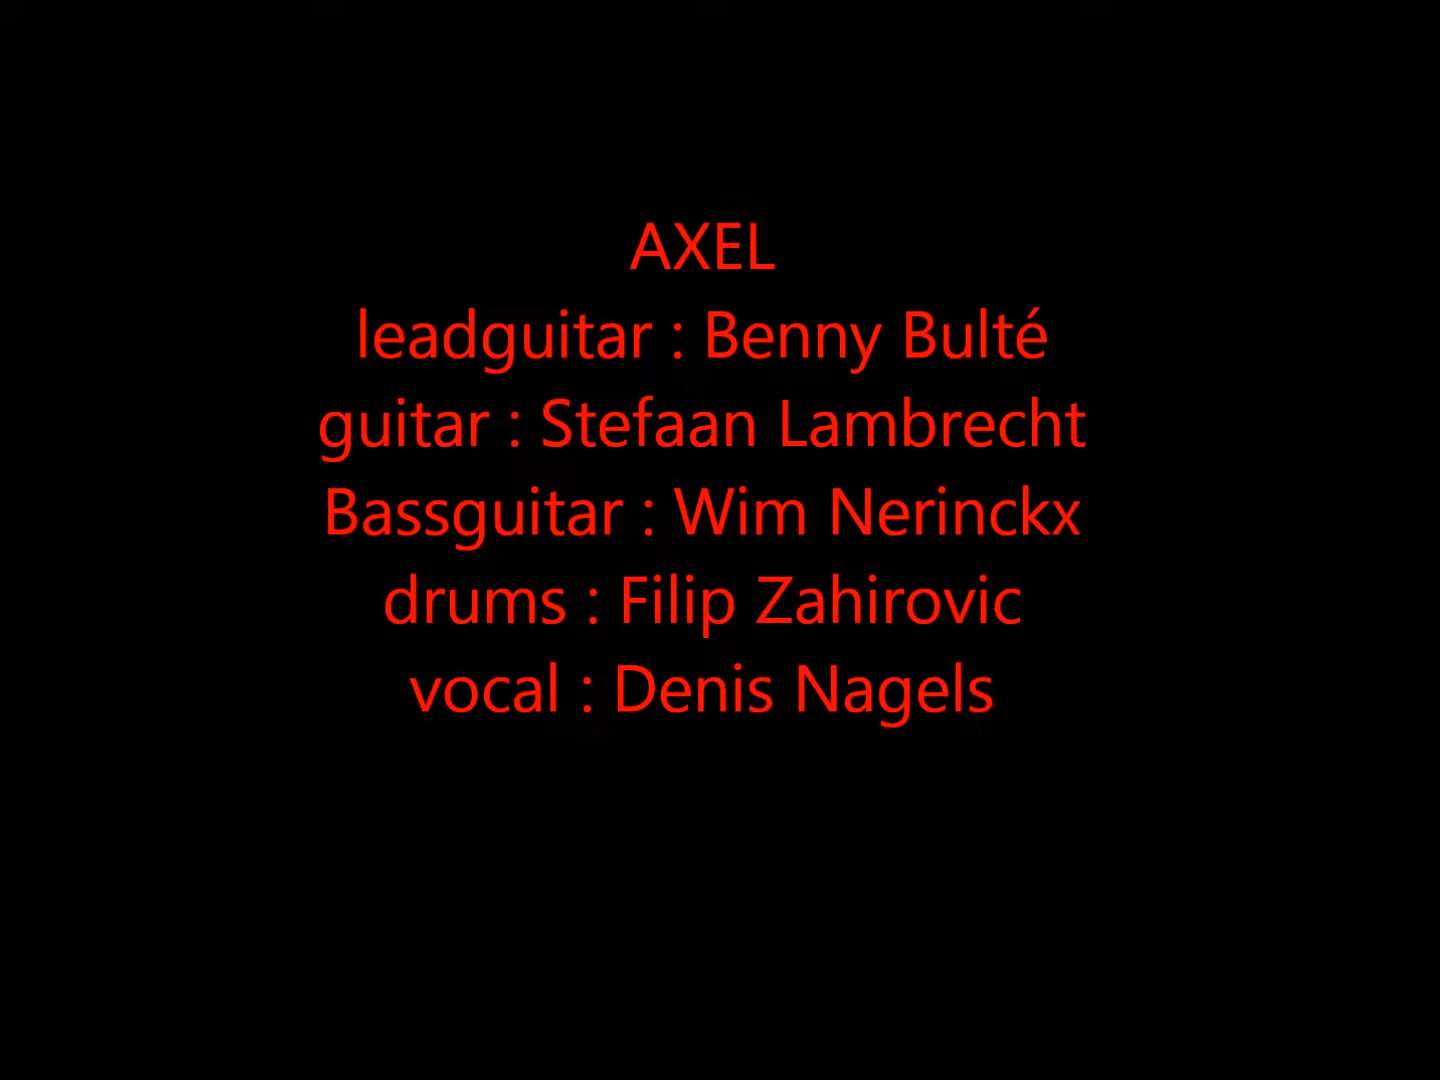 AXEL
leadguitar : Benny Bulté
guitar : Stefaan Lambrecht
Bassguitar : Wim Nerinckx
drums : Filip Zahirovic
vocal : Denis Nagels